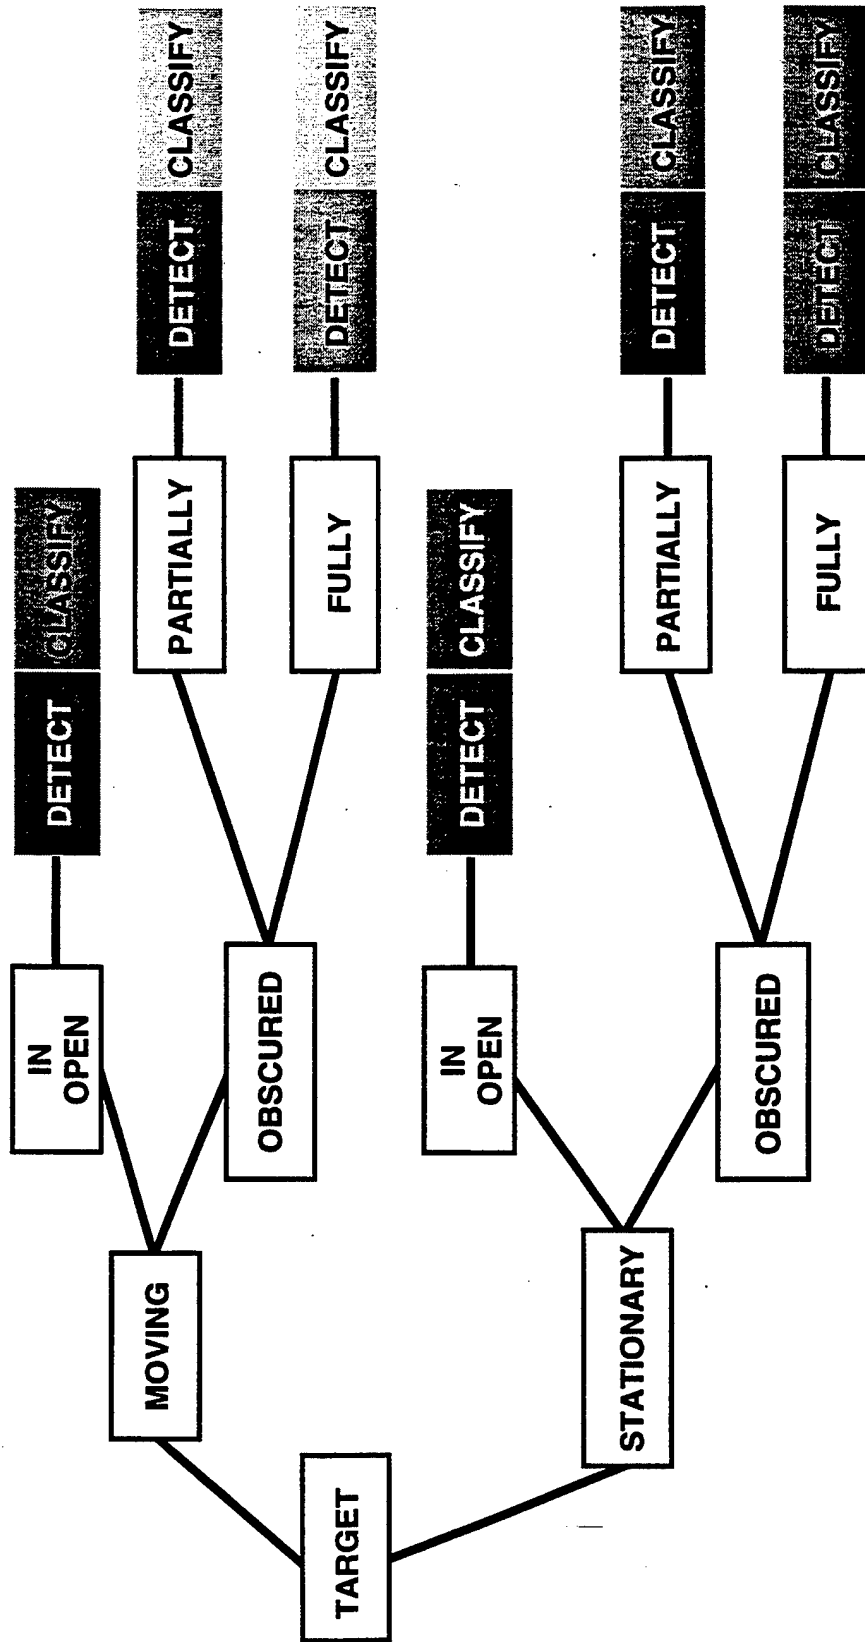 TARGET
MOVING
IN
OPEN
DETECT
CLASSIFY
OBSCURED
PARTIALLY
DETECT
CLASSIFY
FULLY
DETECT
CLASSIFY
STATIONARY
IN
OPEN
DETECT
CLASSIFY
OBSCURED
PARTIALLY
DETECT
CLASSIFY
FULLY
DETECT
CLASSIFY